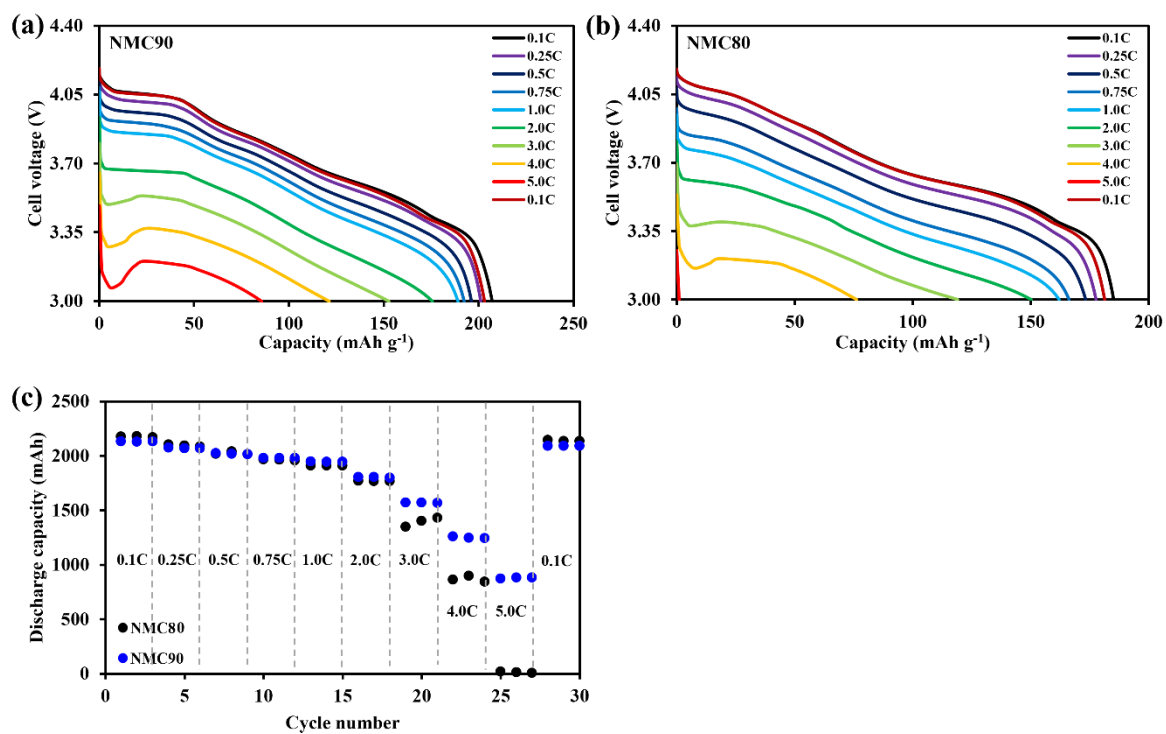 (a)
NMC90
4.40
4.05
3.70
3.35
3.00
Cell voltage (V)
0 50 100 150 200 250
Capacity (mAh g-1)
0.1C
0.25C
0.5C
0.75C
1.0C
2.0C
3.0C
4.0C
5.0C
0.1C
(b)
NMC80
4.40
4.05
3.70
3.35
3.00
Cell voltage (V)
0 50 100 150 200
Capacity (mAh g-1)
0.1C
0.25C
0.5C
0.75C
1.0C
2.0C
3.0C
4.0C
5.0C
0.1C
(c)
2500
2000
1500
1000
500
0
Discharge capacity (mAh)
0.1C 0.25C 0.5C 0.75C 1.0C 2.0C 3.0C 4.0C 5.0C 0.1C
NMC80
NMC90
0 5 10 15 20 25 30
Cycle number